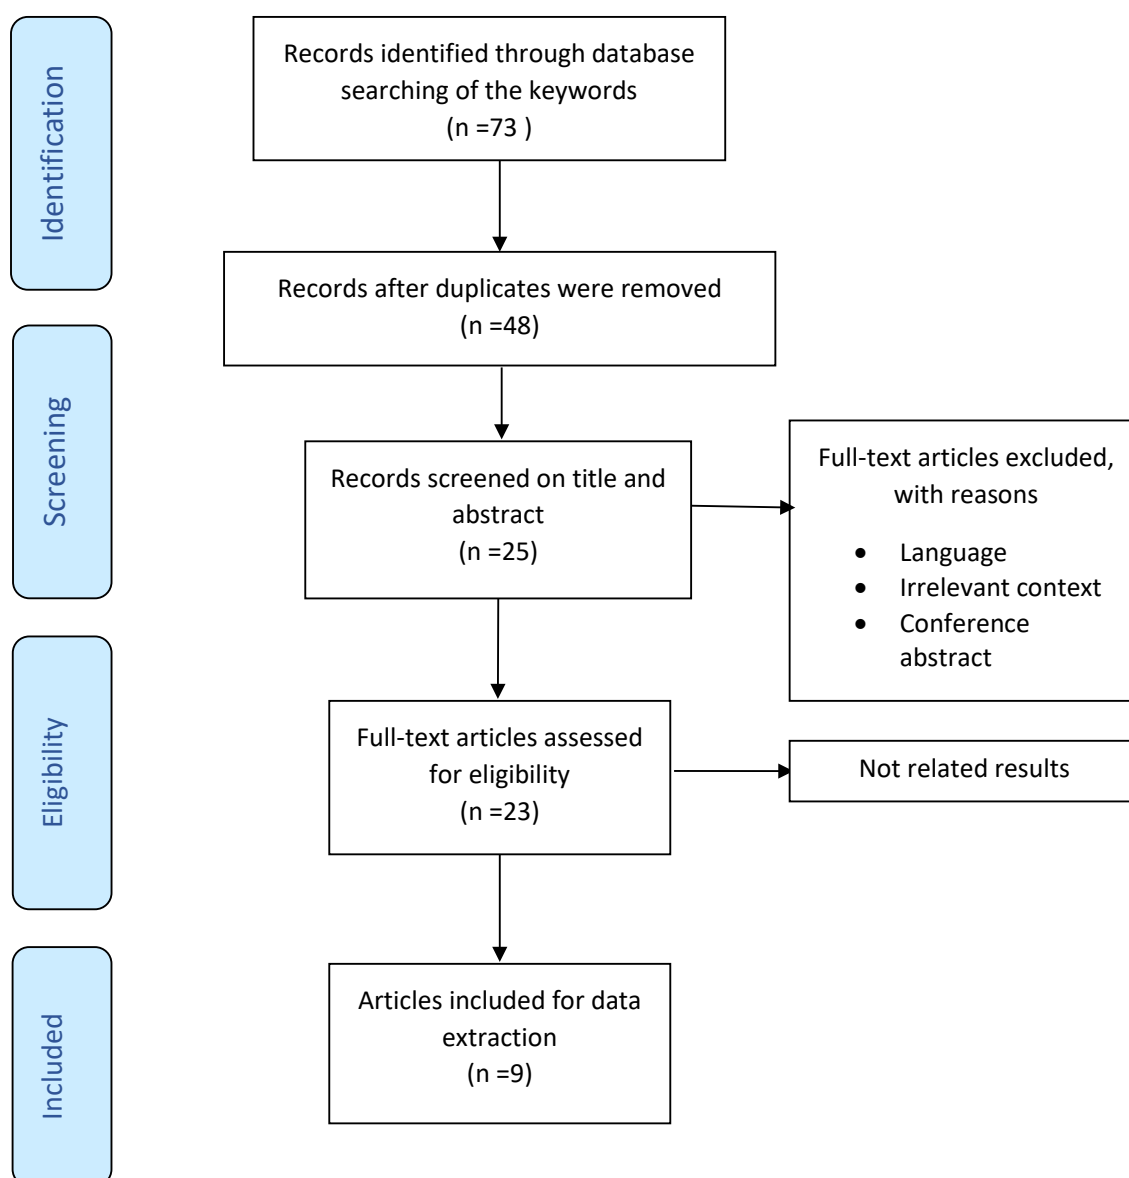 Identification
Records identified through database
searching of the keywords
(n =73 )
Records after duplicates were removed
(n =48)
Screening
Records screened on title and
abstract
(n =25)
Full-text articles excluded,
with reasons
• Language
• Irrelevant context
• Conference
abstract
Eligibility
Full-text articles assessed
for eligibility
(n =23)
Not related results
Included
Articles included for data
extraction
(n =9)